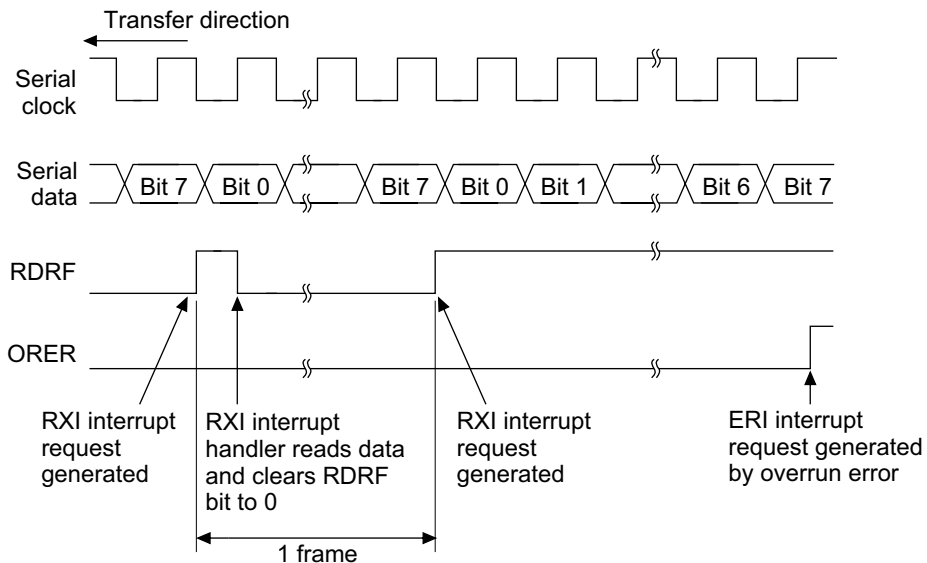 Transfer direction
Serial
clock
Serial
data
Bit 7
Bit 0
Bit 7
Bit 0
Bit 1
Bit 6
Bit 7
RDRF
ORER
RXI interrupt
request
generated
RXI interrupt
handler reads data
and clears RDRF
bit to 0
RXI interrupt
request
generated
ERI interrupt
request generated
by overrun error
1 frame